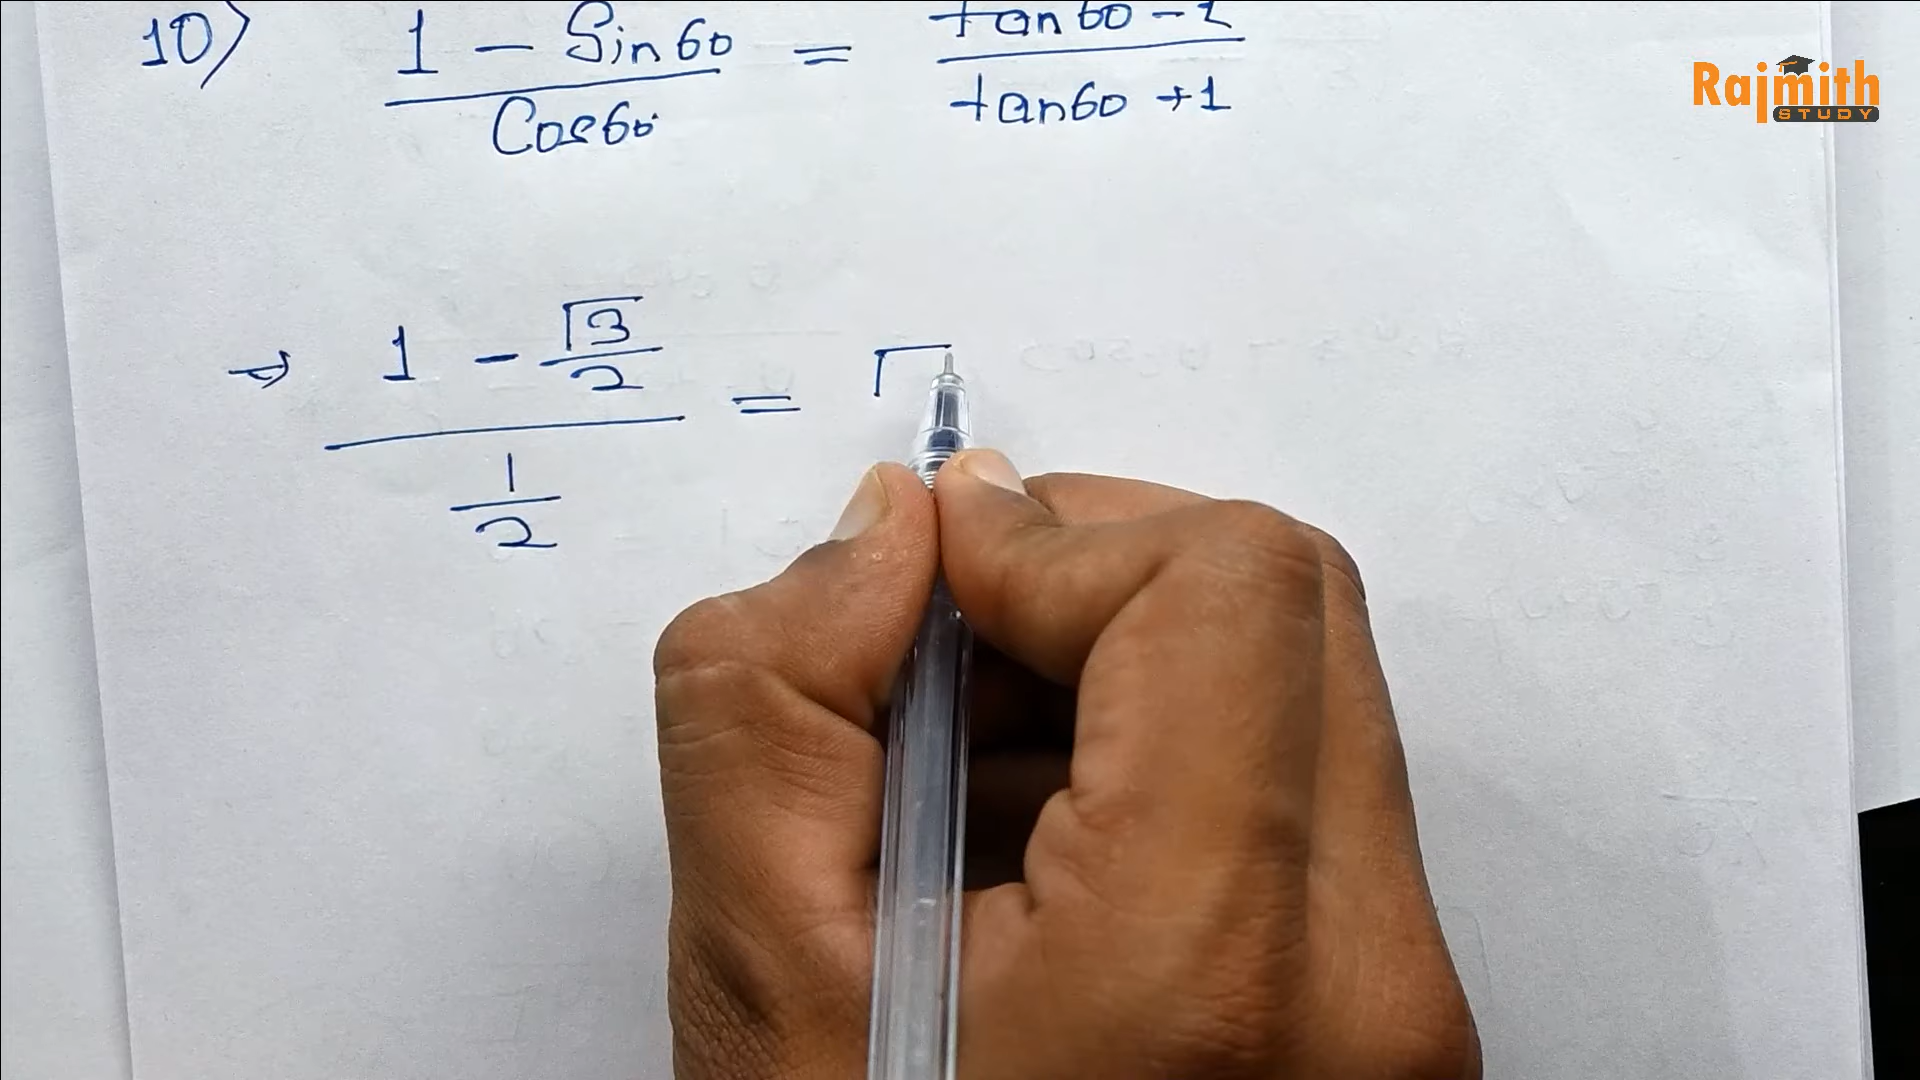 10) 1 - Sin60 / Cos60 = tan60 - 1 / tan60 + 1
Rajmith
STUDY
⇒ 1 - √3/2 / 1/2 = √